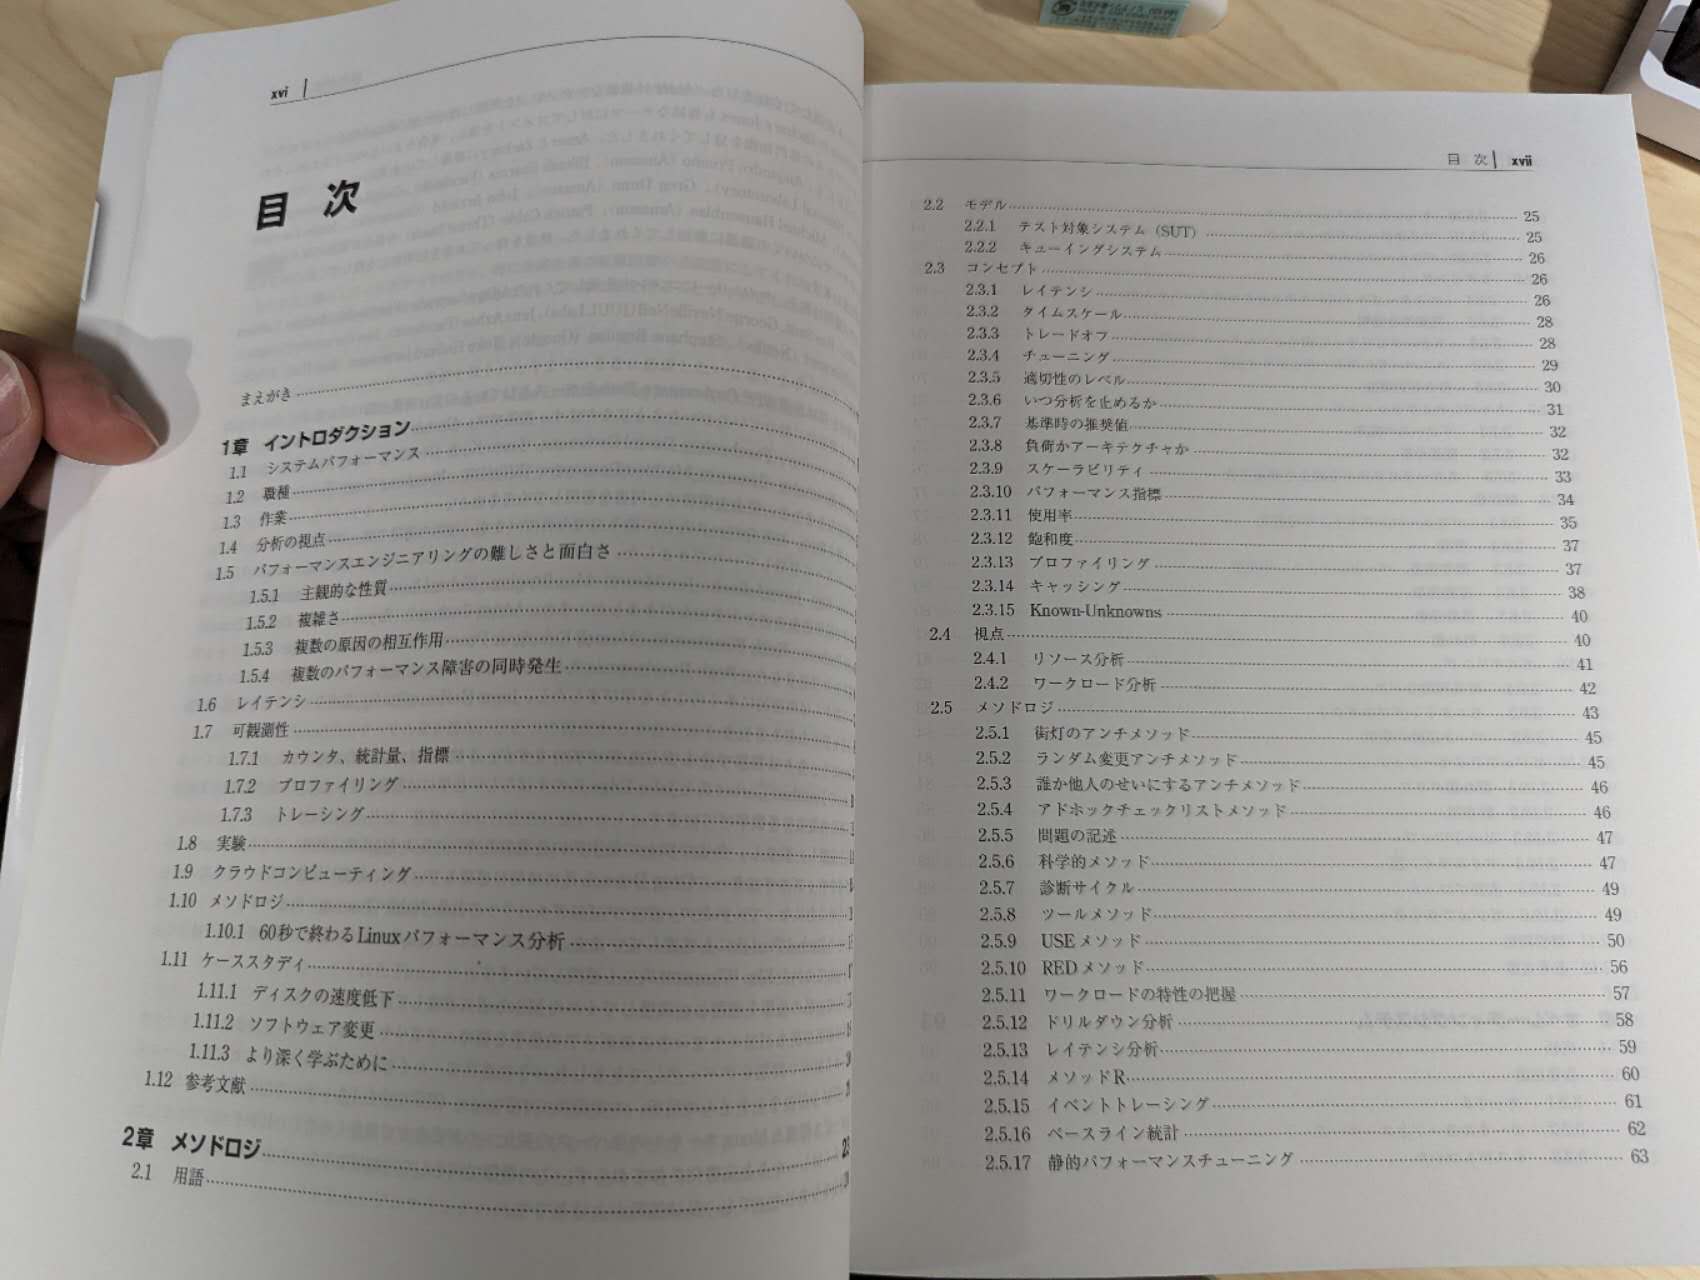 xvi
目 次
まえがき
1章 イントロダクション
1.1 システムパフォーマンス
1.2 職種
1.3 作業
1.4 分析の視点
1.5 パフォーマンスエンジニアリングの難しさと面白さ
1.5.1 主観的な性質
1.5.2 複雑さ
1.5.3 複数の原因の相互作用
1.5.4 複数のパフォーマンス障害の同時発生
1.6 レイテンシ
1.7 可観測性
1.7.1 カウンタ、統計量、指標
1.7.2 プロファイリング
1.7.3 トレーシング
1.8 実験
1.9 クラウドコンピューティング
1.10 メソドロジ
1.10.1 60秒で終わるLinuxパフォーマンス分析
1.11 ケーススタディ
1.11.1 ディスクの速度低下
1.11.2 ソフトウェア変更
1.11.3 より深く学ぶために
1.12 参考文献
2章 メソドロジ
2.1 用語
目 次 xvii
2.2 モデル 25
2.2.1 テスト対象システム（SUT） 25
2.2.2 キューイングシステム 26
2.3 コンセプト 26
2.3.1 レイテンシ 26
2.3.2 タイムスケール 28
2.3.3 トレードオフ 28
2.3.4 チューニング 29
2.3.5 適切性のレベル 30
2.3.6 いつ分析を止めるか 31
2.3.7 基準時の推奨値 32
2.3.8 負荷かアーキテクチャか 32
2.3.9 スケーラビリティ 33
2.3.10 パフォーマンス指標 34
2.3.11 使用率 35
2.3.12 飽和度 37
2.3.13 プロファイリング 37
2.3.14 キャッシング 38
2.3.15 Known-Unknowns 40
2.4 視点 40
2.4.1 リソース分析 41
2.4.2 ワークロード分析 42
2.5 メソドロジ 43
2.5.1 街灯のアンチメソッド 45
2.5.2 ランダム変更アンチメソッド 45
2.5.3 誰か他人のせいにするアンチメソッド 46
2.5.4 アドホックチェックリストメソッド 46
2.5.5 問題の記述 47
2.5.6 科学的メソッド 47
2.5.7 診断サイクル 49
2.5.8 ツールメソッド 49
2.5.9 USEメソッド 50
2.5.10 REDメソッド 56
2.5.11 ワークロードの特性の把握 57
2.5.12 ドリルダウン分析 58
2.5.13 レイテンシ分析 59
2.5.14 メソッドR 60
2.5.15 イベントトレーシング 61
2.5.16 ベースライン統計 62
2.5.17 静的パフォーマンスチューニング 63